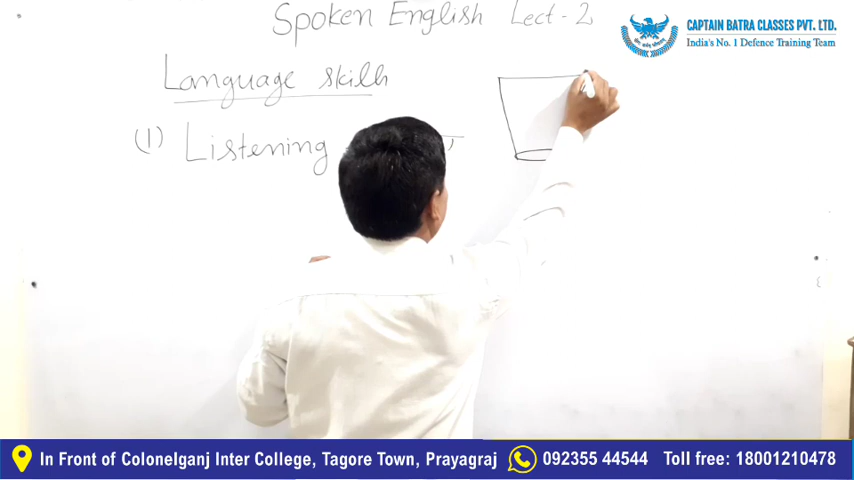 Spoken English Lect-2
CAPTAIN BATRA CLASSES PVT. LTD.
India's No. 1 Defence Training Team
Language skills
(1) Listening
In Front of Colonelganj Inter College, Tagore Town, Prayagraj 092355 44544 Toll free: 18001210478